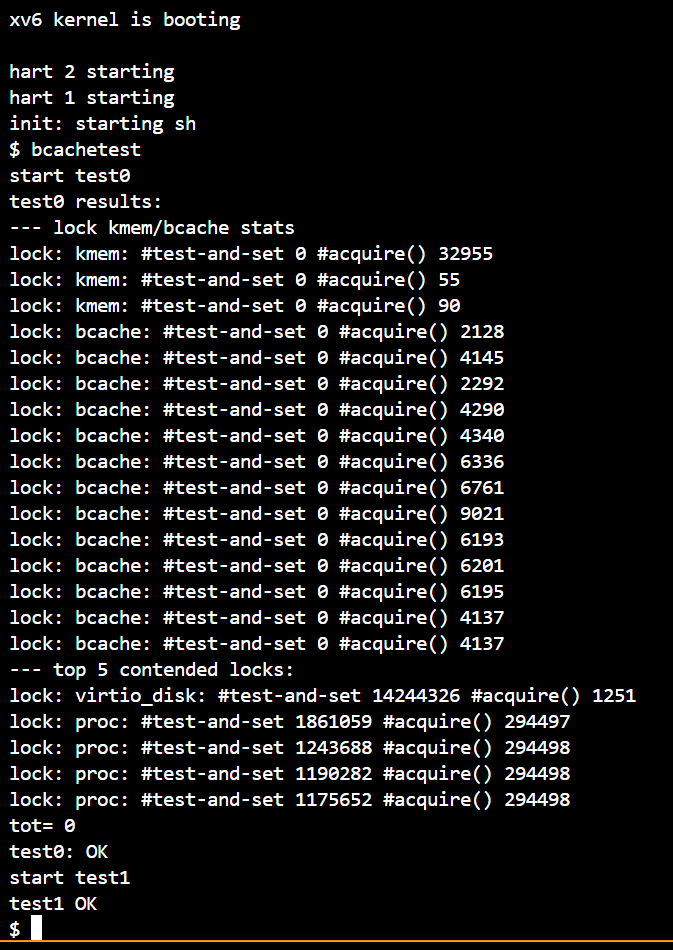 xv6 kernel is booting
hart 2 starting
hart 1 starting
init: starting sh
$ bcachetest
start test0
test0 results:
--- lock kmem/bcache stats
lock: kmem: #test-and-set 0 #acquire() 32955
lock: kmem: #test-and-set 0 #acquire() 55
lock: kmem: #test-and-set 0 #acquire() 90
lock: bcache: #test-and-set 0 #acquire() 2128
lock: bcache: #test-and-set 0 #acquire() 4145
lock: bcache: #test-and-set 0 #acquire() 2292
lock: bcache: #test-and-set 0 #acquire() 4290
lock: bcache: #test-and-set 0 #acquire() 4340
lock: bcache: #test-and-set 0 #acquire() 6336
lock: bcache: #test-and-set 0 #acquire() 6761
lock: bcache: #test-and-set 0 #acquire() 9021
lock: bcache: #test-and-set 0 #acquire() 6193
lock: bcache: #test-and-set 0 #acquire() 6201
lock: bcache: #test-and-set 0 #acquire() 6195
lock: bcache: #test-and-set 0 #acquire() 4137
lock: bcache: #test-and-set 0 #acquire() 4137
--- top 5 contended locks:
lock: virtio_disk: #test-and-set 14244326 #acquire() 1251
lock: proc: #test-and-set 1861059 #acquire() 294497
lock: proc: #test-and-set 1243688 #acquire() 294498
lock: proc: #test-and-set 1190282 #acquire() 294498
lock: proc: #test-and-set 1175652 #acquire() 294498
tot= 0
test0: OK
start test1
test1 OK
$